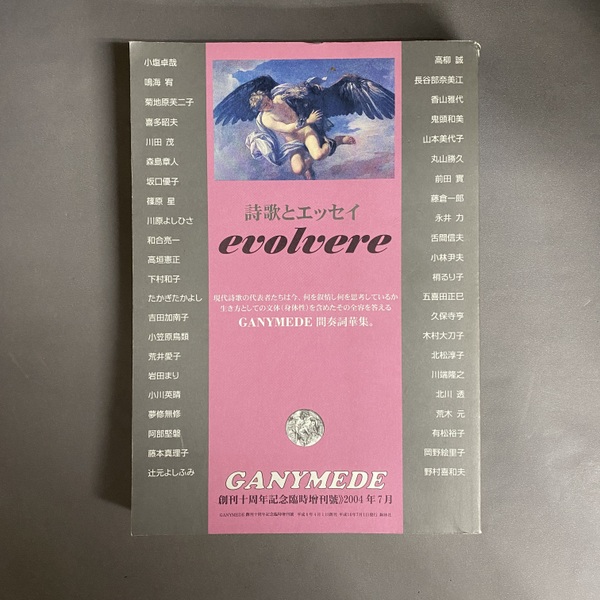 小塩卓哉
鳴海 宥
菊地原芙二子
喜多昭夫
川田 茂
森島章人
坂口優子
篠原 星
川原よしひさ
和合亮一
高垣憲正
下村和子
たかぎたかよし
吉田加南子
小笠原鳥類
荒井愛子
岩田まり
小川英晴
夢修無修
阿部堅磐
藤本真理子
辻元よしふみ
詩歌とエッセイ
evolvere
現代詩歌の代表者たちは今、何を叙情し何を思考しているか
生き方としての文体(身体性)を含めたその全容を答える
GANYMEDE 間奏詞華集。
GANYMEDE
創刊十周年記念臨時増刊號》2004年7月
高柳 誠
長谷部奈美江
香山雅代
鬼頭和美
山本美代子
丸山勝久
前田 實
藤倉一郎
永井 力
舌間信夫
小林尹夫
稍るり子
五喜田正巳
久保寺亨
木村大刀子
北松淳子
川端隆之
北川 透
荒木 元
有松裕子
岡野絵里子
野村喜和夫